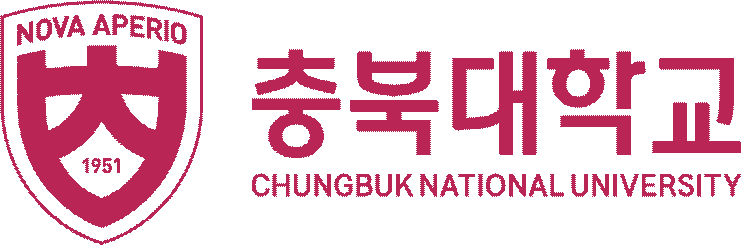 NOVA APERIO
1951
충북대학교
CHUNGBUK NATIONAL UNIVERSITY